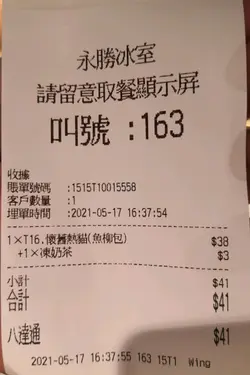 永勝冰室
請留意取餐顯示屏
叫號 :163
收據
賬單號碼 :1515T10015558
客戶數量 :1
埋單時間 :2021-05-17 16:37:54
1×T16.懷舊熱貓(魚柳包) $38
+1×凍奶茶 $3
小計 $41
合計 $41
八達通 $41
2021-05-17 16:37:55 163 15T1 Wing